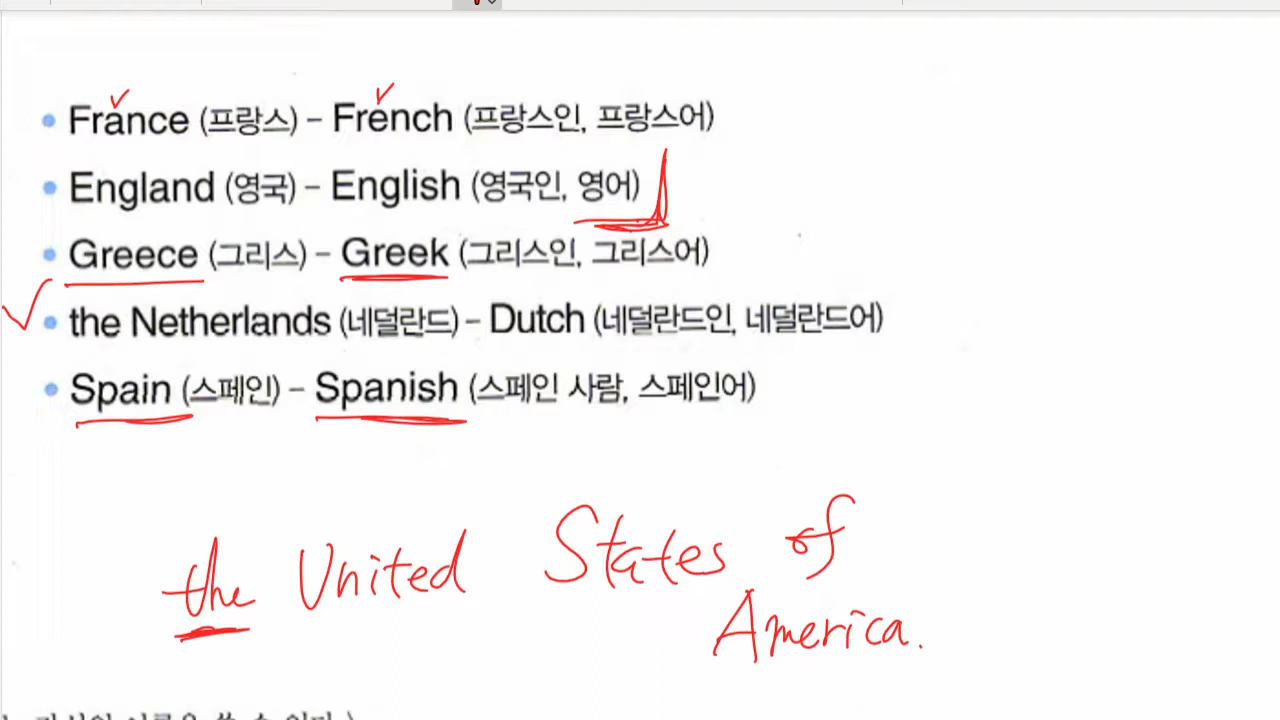 • France (프랑스) – French (프랑스인, 프랑스어)
• England (영국) – English (영국인, 영어)
• Greece (그리스) – Greek (그리스인, 그리스어)
• the Netherlands (네덜란드) – Dutch (네덜란드인, 네덜란드어)
• Spain (스페인) – Spanish (스페인 사람, 스페인어)
the United States of
America.